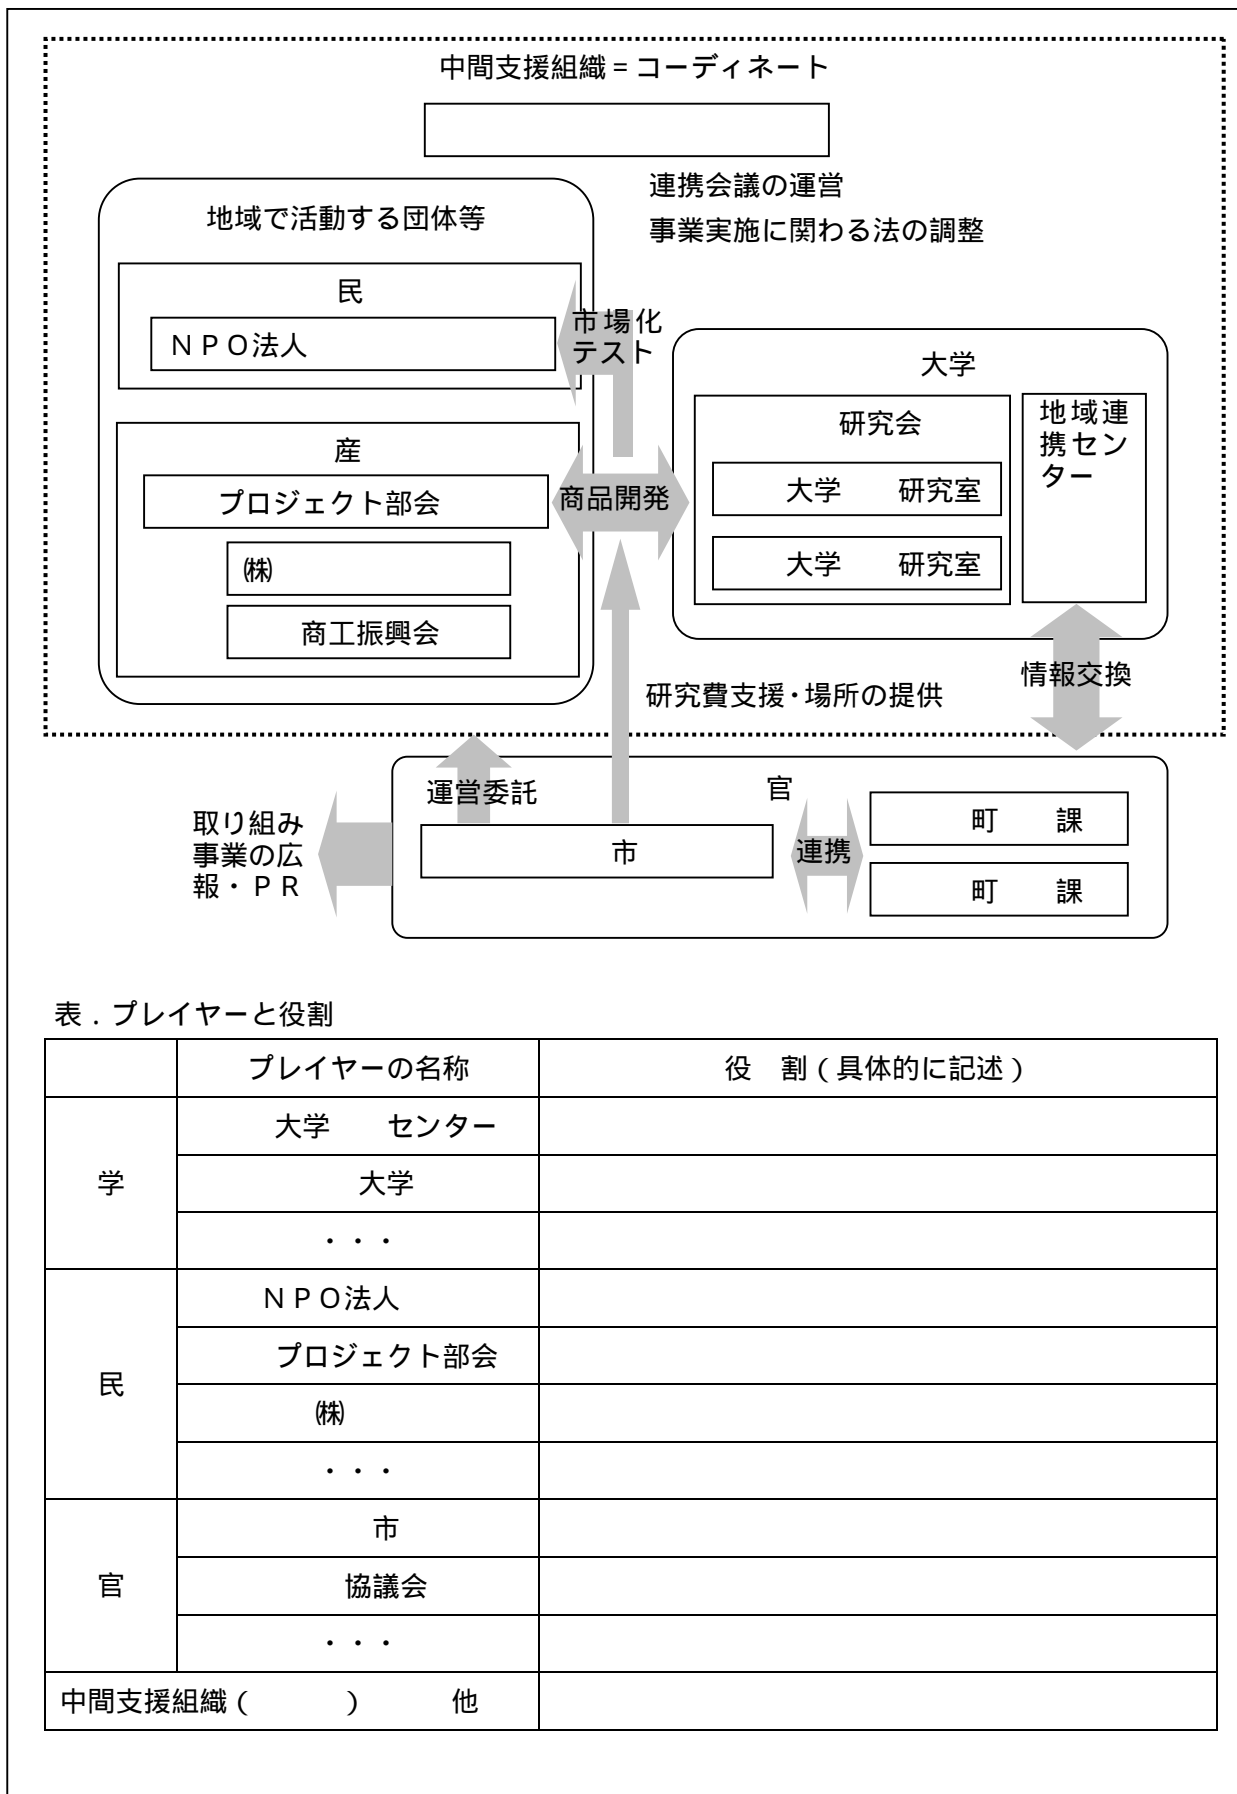 中間支援組織＝コーディネート
連携会議の運営
事業実施に関わる法の調整
地域で活動する団体等
民
ＮＰＯ法人
市場化
テスト
産
プロジェクト部会
㈱
商工振興会
商品開発
大学
研究会
大学　　研究室
大学　　研究室
地域連
携セン
ター
情報交換
研究費支援・場所の提供
運営委託
官
取り組み
事業の広
報・ＰＲ
市
連携
町　　課
町　　課
表．プレイヤーと役割
プレイヤーの名称　役　割（具体的に記述）
学
大学　　センター
大学
・・・
民
ＮＰＯ法人
プロジェクト部会
㈱
・・・
官
市
協議会
・・・
中間支援組織（　　　）　　他